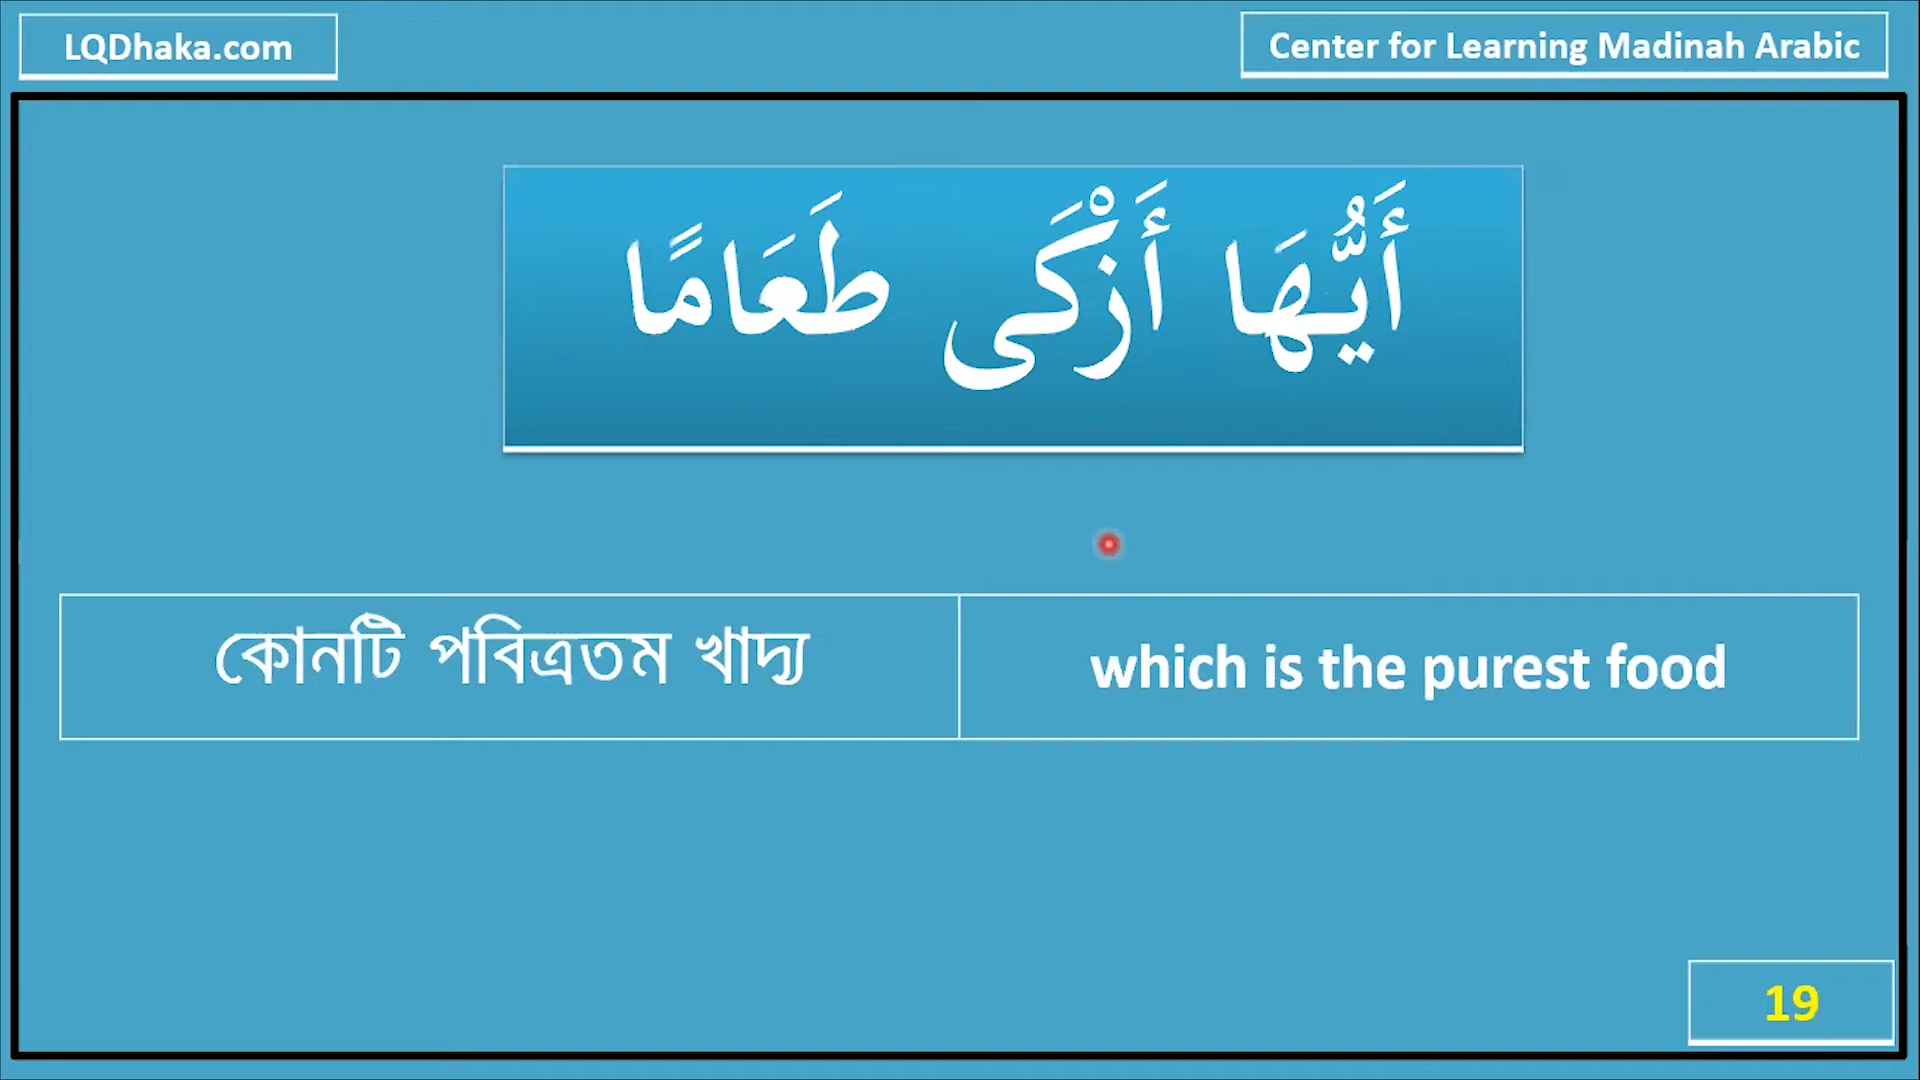 LQDhaka.com
Center for Learning Madinah Arabic
أَيُّهَا أَزْكَى طَعَامًا
কোনটি পবিত্রতম খাদ্য
which is the purest food
19